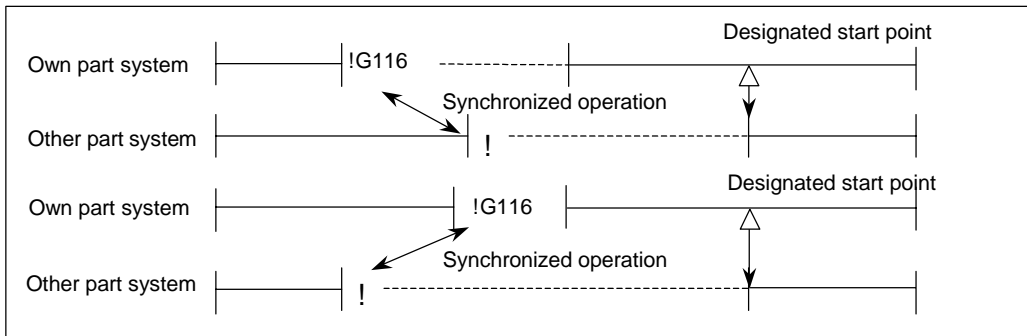 Designated start point
Own part system !G116
Synchronized operation
Other part system !
Designated start point
Own part system !G116
Synchronized operation
Other part system !